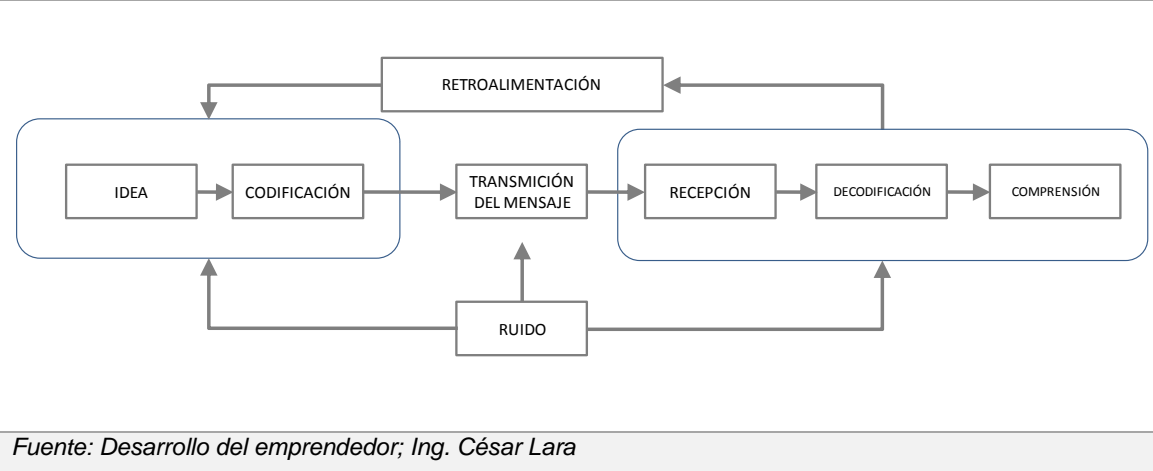 RETROALIMENTACIÓN
IDEA
CODIFICACIÓN
TRANSMICIÓN
DEL MENSAJE
RECEPCIÓN
DECODIFICACIÓN
COMPRENSIÓN
RUIDO
Fuente: Desarrollo del emprendedor; Ing. César Lara